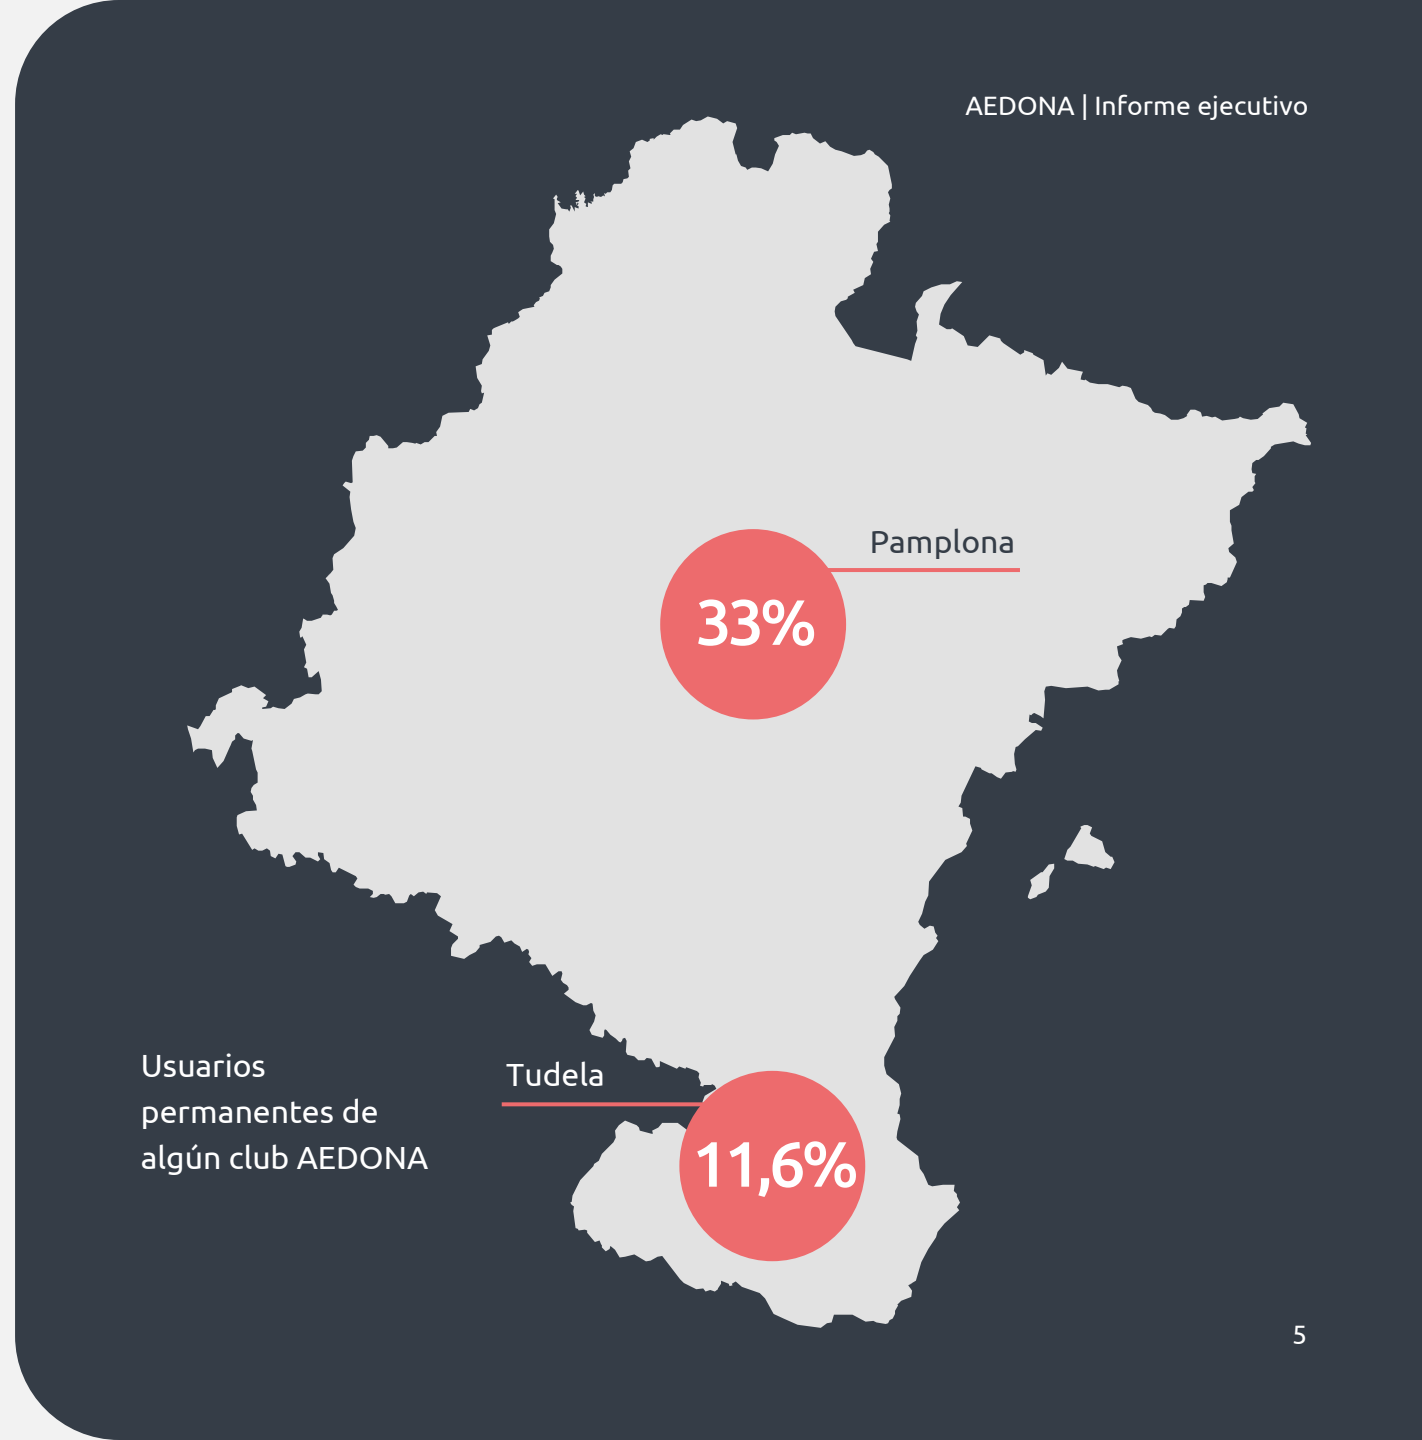 AEDONA | Informe ejecutivo
Pamplona
33%
Usuarios
permanentes de
algún club AEDONA
Tudela
11,6%
5